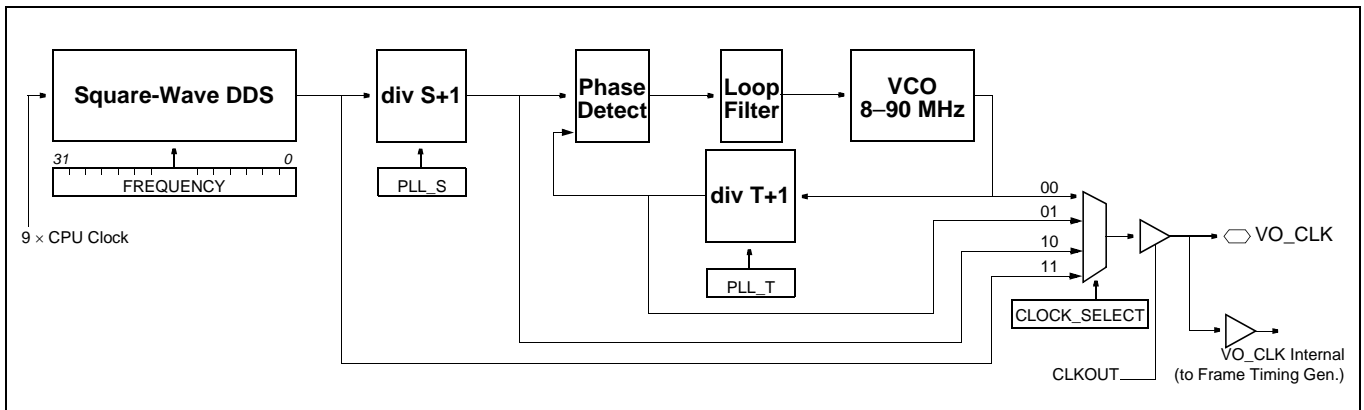 Square-Wave DDS
div S+1
Phase
Detect
Loop
Filter
VCO
8–90 MHz
31
0
FREQUENCY
PLL_S
div T+1
PLL_T
9 × CPU Clock
00
01
10
11
VO_CLK
CLOCK_SELECT
CLKOUT
VO_CLK Internal
(to Frame Timing Gen.)